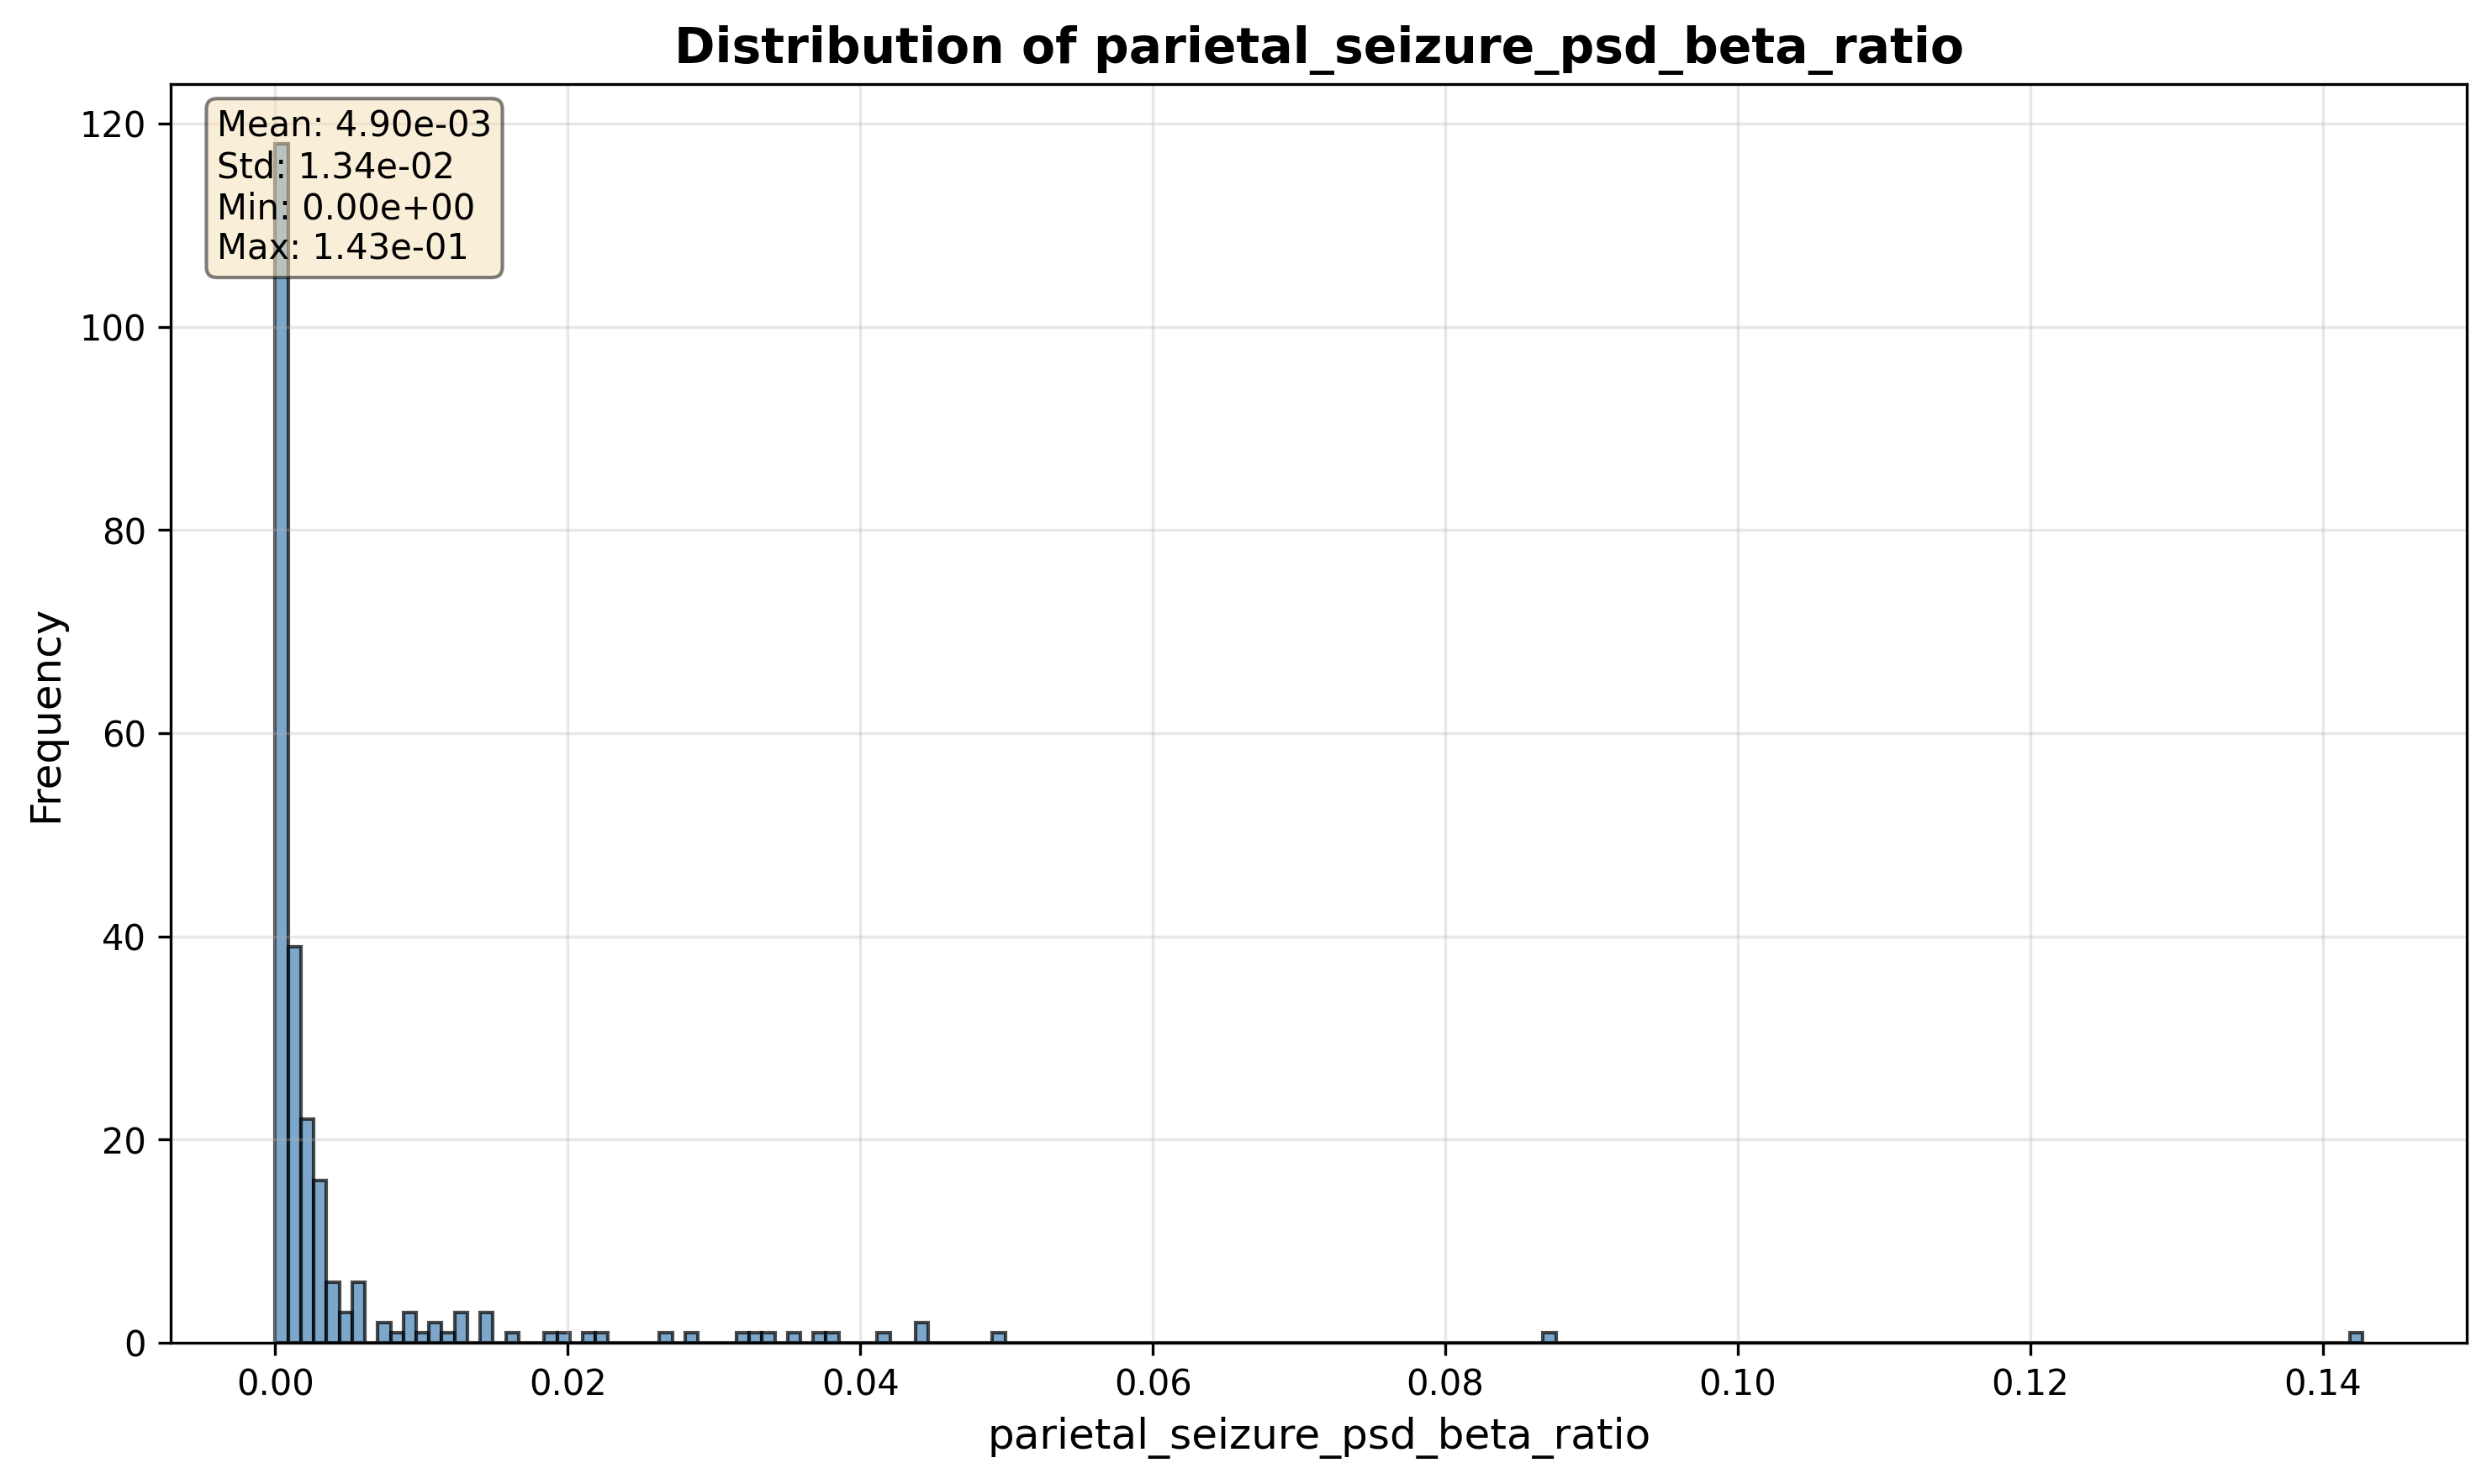 Distribution of parietal_seizure_psd_beta_ratio
Mean: 4.90e-03
Std: 1.34e-02
Min: 0.00e+00
Max: 1.43e-01
120
100
80
60
40
20
0
Frequency
0.00 0.02 0.04 0.06 0.08 0.10 0.12 0.14
parietal_seizure_psd_beta_ratio